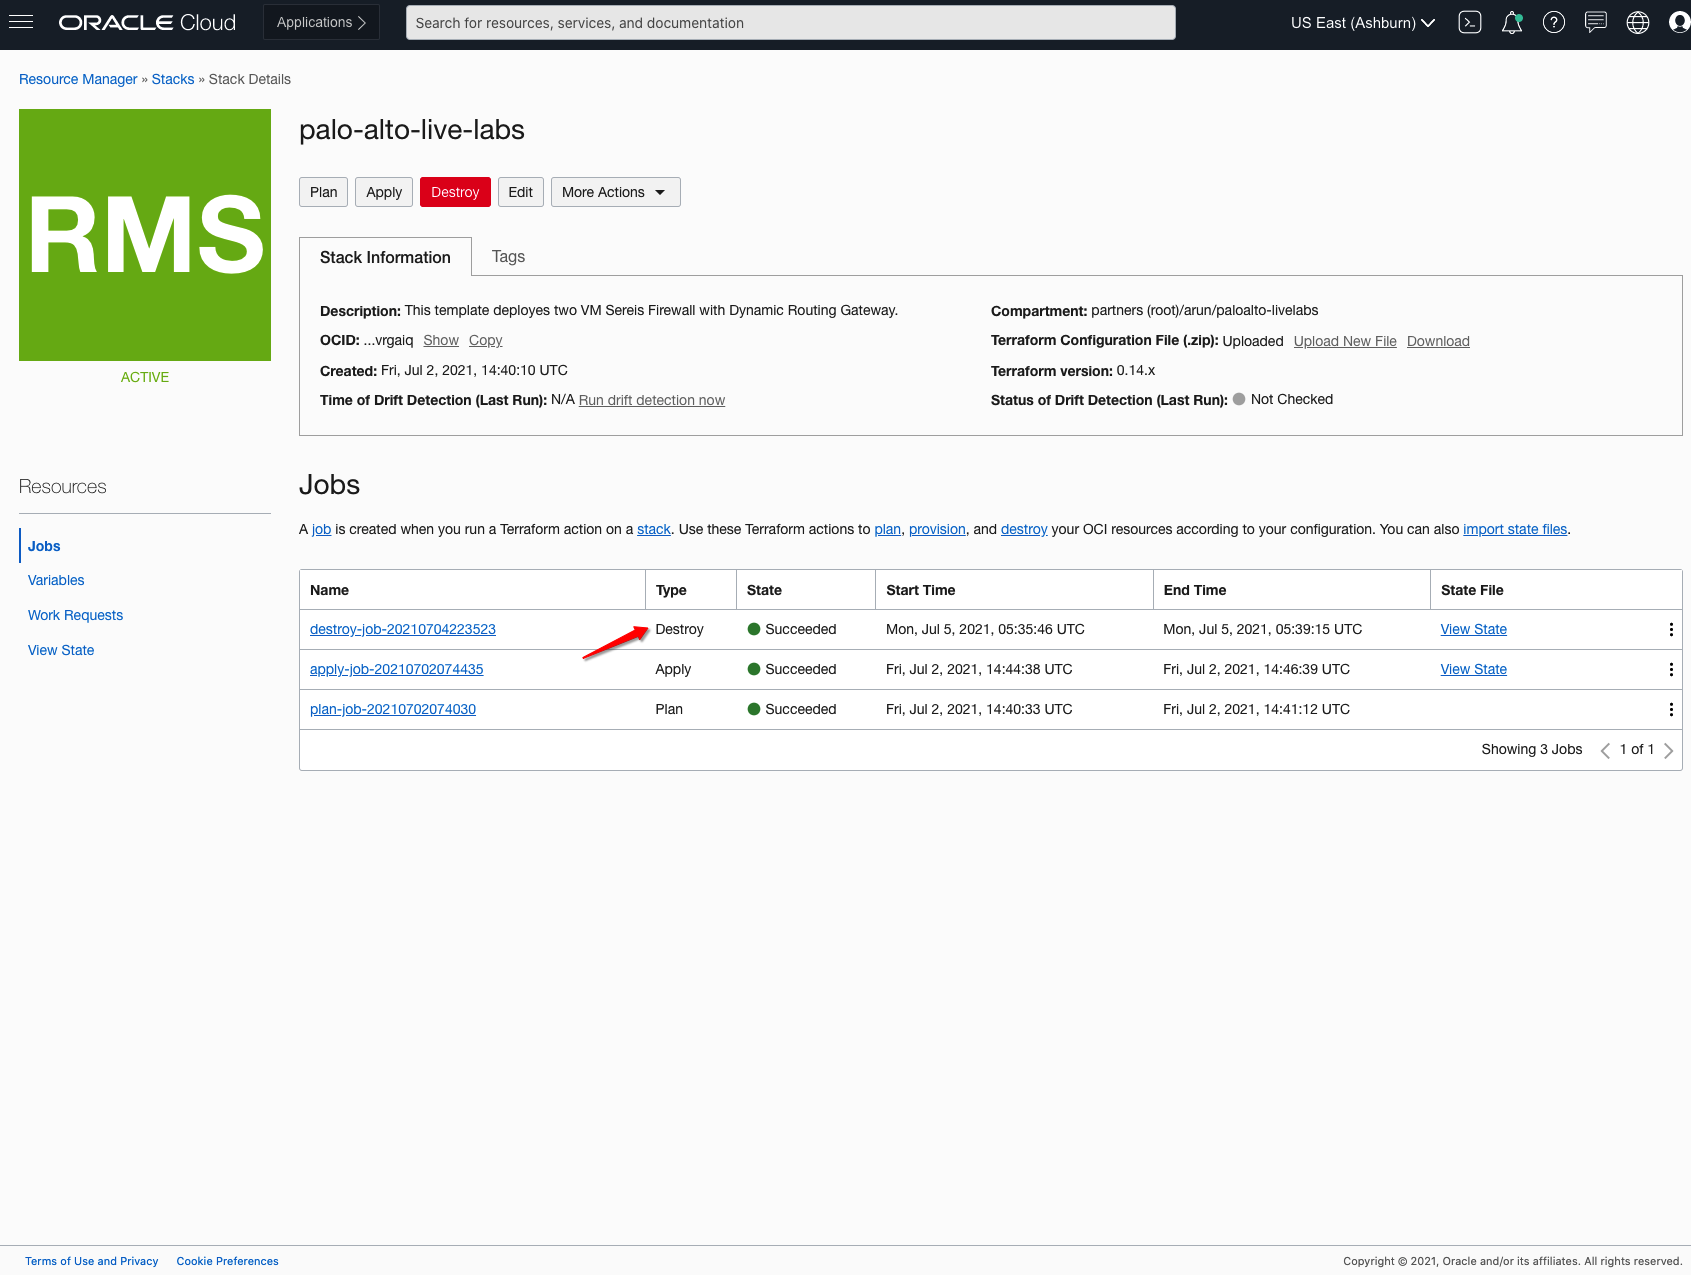 ORACLE Cloud
Applications
Search for resources, services, and documentation
US East (Ashburn)
Resource Manager » Stacks » Stack Details
RMS
ACTIVE
palo-alto-live-labs
Plan Apply Destroy Edit More Actions
Stack Information Tags
Description: This template deployes two VM Sereis Firewall with Dynamic Routing Gateway.
OCID: ...vrgaiq Show Copy
Created: Fri, Jul 2, 2021, 14:40:10 UTC
Time of Drift Detection (Last Run): N/A Run drift detection now
Compartment: partners (root)/arun/paloalto-livelabs
Terraform Configuration File (.zip): Uploaded Upload New File Download
Terraform version: 0.14.x
Status of Drift Detection (Last Run): Not Checked
Resources
Jobs
Variables
Work Requests
View State
Jobs
A job is created when you run a Terraform action on a stack. Use these Terraform actions to plan, provision, and destroy your OCI resources according to your configuration. You can also import state files.
Name Type State Start Time End Time State File
destroy-job-20210704223523 Destroy Succeeded Mon, Jul 5, 2021, 05:35:46 UTC Mon, Jul 5, 2021, 05:39:15 UTC View State
apply-job-20210702074435 Apply Succeeded Fri, Jul 2, 2021, 14:44:38 UTC Fri, Jul 2, 2021, 14:46:39 UTC View State
plan-job-20210702074030 Plan Succeeded Fri, Jul 2, 2021, 14:40:33 UTC Fri, Jul 2, 2021, 14:41:12 UTC
Showing 3 Jobs 1 of 1
Terms of Use and Privacy Cookie Preferences
Copyright © 2021, Oracle and/or its affiliates. All rights reserved.